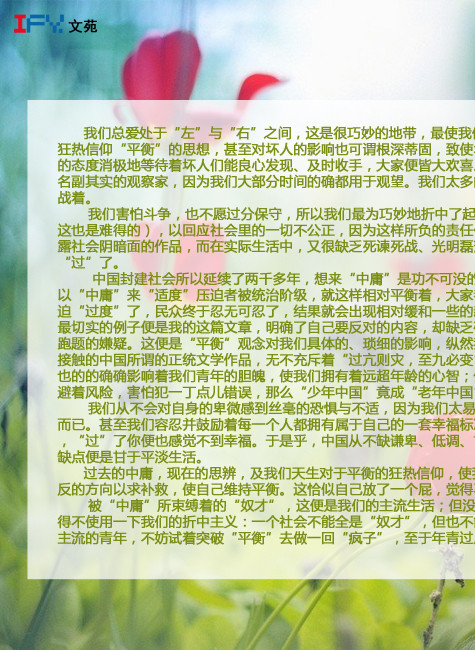 IFY 文苑
我们总爱处于“左”与“右”之间，这是很巧妙的地带，最使我
狂热信仰“平衡”的思想，甚至对坏人的影响也可谓根深蒂固，致使
的态度消极地等待着坏人们能良心发现、及时收手，大家便皆大欢喜
名副其实的观察家，因为我们大部分时间的确都用于观望。我们太多
战着。
我们害怕斗争，也不愿过分保守，所以我们最为巧妙地折中了起
这也是难得的），以回应社会里的一切不公正，因为这样所负的责任
露社会阴暗面的作品，而在实际生活中，又很缺乏死谏死战、光明磊
“过”了。
中国封建社会所以延续了两千多年，想来“中庸”是功不可没的
以“中庸”来“适度”压迫者被统治阶级，就这样相对平衡着，大家
迫“过度”了，民众终于忍无可忍了，结果就会出现相对缓和一些的
最切实的例子便是我的这篇文章，明确了自己要反对的内容，却缺乏
跑题的嫌疑。这便是“平衡”观念对我们具体的、琐细的影响，纵然
接触的中国所谓的正统文学作品，无不充斥着“过亢则灾，至九必变
也的的确确影响着我们青年的胆魄，使我们拥有着远超年龄的心智；
避着风险，害怕犯一丁点儿错误，那么“少年中国”竟成“老年中国
我们从不会对自身的卑微感到丝毫的恐惧与不适，因为我们太易
而已。甚至我们容忍并鼓励着每一个人都拥有属于自己的一套幸福标
，“过”了你便也感觉不到幸福。于是乎，中国从不缺谦卑、低调、
缺点便是甘于平淡生活。
过去的中庸，现在的思辨，及我们天生对于平衡的狂热信仰，使
反的方向以求补救，使自己维持平衡。这恰似自己放了一个屁，觉得
被“中庸”所束缚着的“奴才”，这便是我们的主流生活；但没
得不使用一下我们的折中主义：一个社会不能全是“奴才”，但也不
主流的青年，不妨试着突破“平衡”去做一回“疯子”，至于年青过